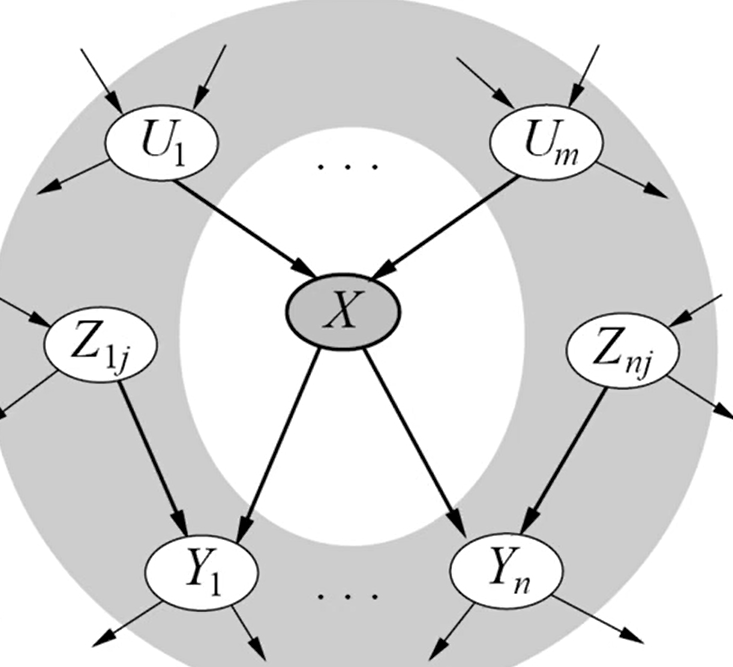 U1 . . . Um
X
Z1j Znj
Y1 . . . Yn